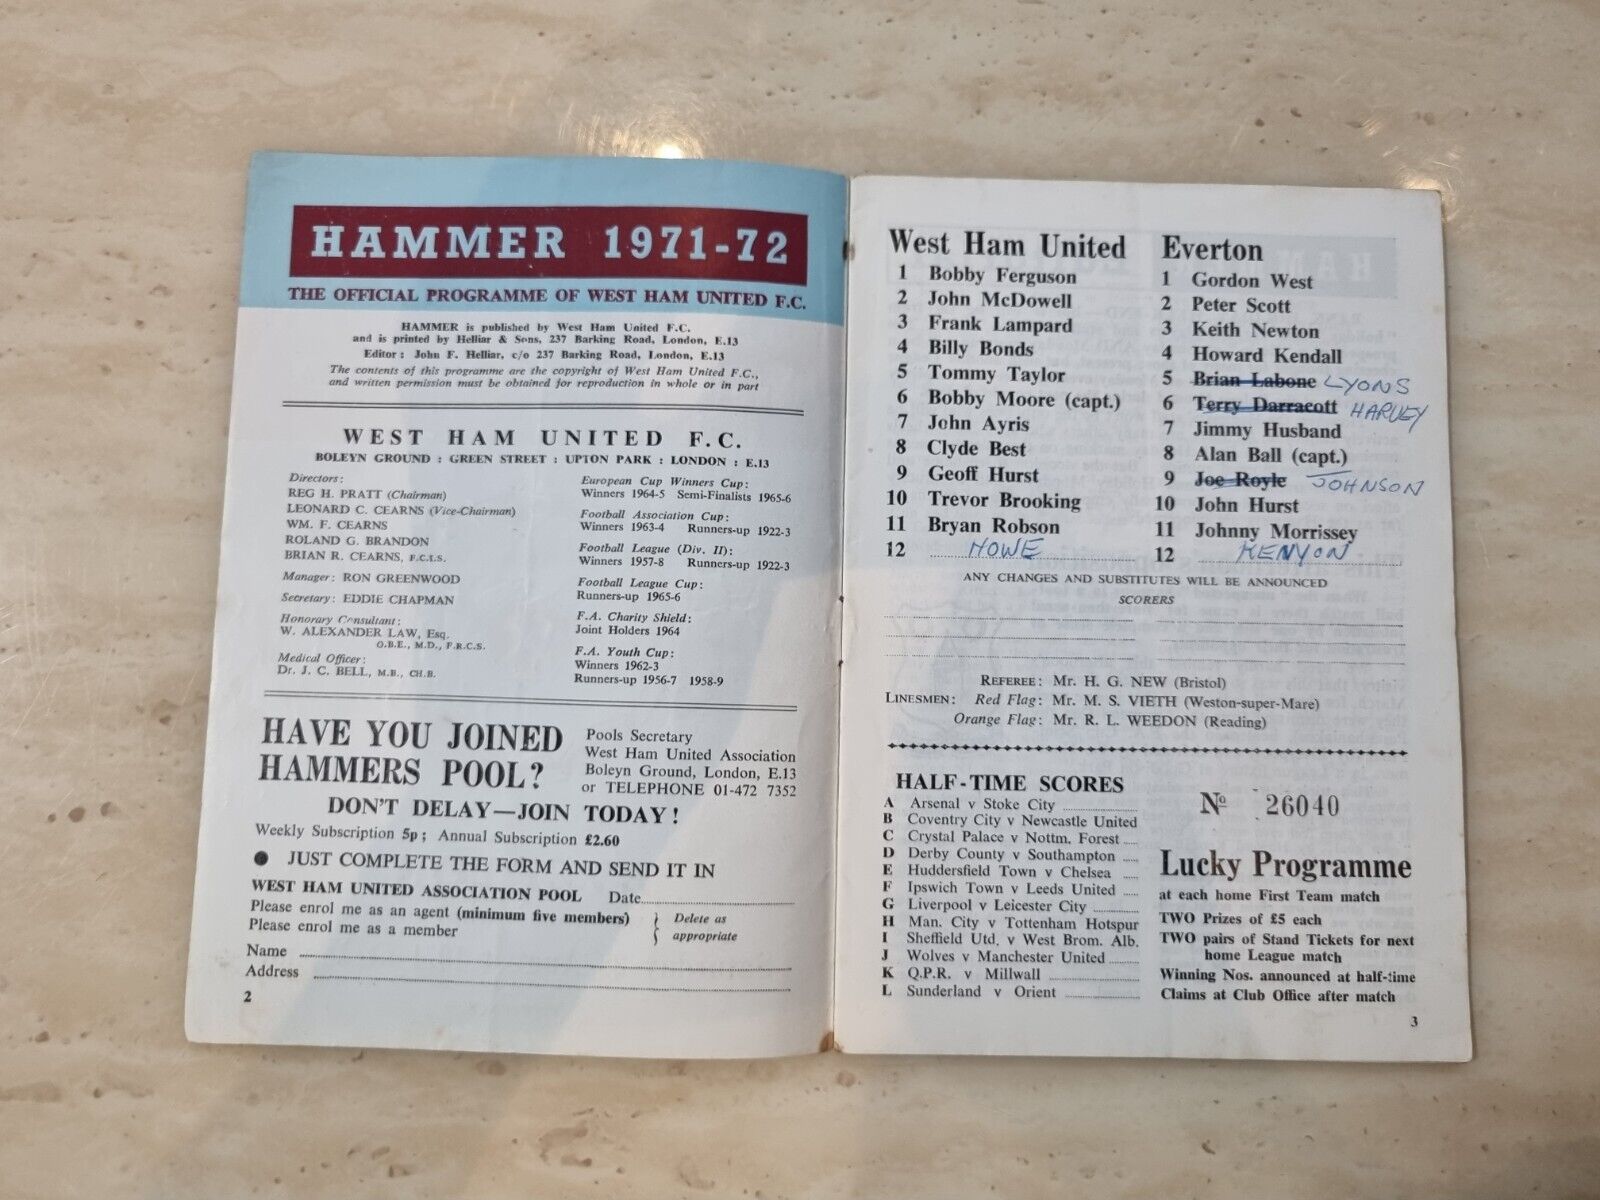 HAMMER 1971-72
THE OFFICIAL PROGRAMME OF WEST HAM UNITED F.C.
HAMMER is published by West Ham United F.C.
and is printed by Helliar & Sons, 237 Barking Road, London, E.13
Editor : John F. Helliar, c/o 237 Barking Road, London, E.13
The contents of this programme are the copyright of West Ham United F.C.,
and written permission must be obtained for reproduction in whole or in part
WEST HAM UNITED F.C.
BOLEYN GROUND : GREEN STREET : UPTON PARK : LONDON : E.13
Directors:
REG H. PRATT (Chairman)
LEONARD C. CEARNS (Vice-Chairman)
WM. F. CEARNS
ROLAND G. BRANDON
BRIAN R. CEARNS, F.C.I.S.
Manager: RON GREENWOOD
Secretary: EDDIE CHAPMAN
Honorary Consultant:
W. ALEXANDER LAW, Esq.
O.B.E., M.D., F.R.C.S.
Medical Officer:
Dr. J. C. BELL, M.B., CH.B.
European Cup Winners Cup:
Winners 1964-5 Semi-Finalists 1965-6
Football Association Cup:
Winners 1963-4 Runners-up 1922-3
Football League (Div. II):
Winners 1957-8 Runners-up 1922-3
Football League Cup:
Runners-up 1965-6
F.A. Charity Shield:
Joint Holders 1964
F.A. Youth Cup:
Winners 1962-3
Runners-up 1956-7 1958-9
HAVE YOU JOINED
HAMMERS POOL?
Pools Secretary
West Ham United Association
Boleyn Ground, London, E.13
or TELEPHONE 01-472 7352
DON'T DELAY—JOIN TODAY!
Weekly Subscription 5p; Annual Subscription £2.60
● JUST COMPLETE THE FORM AND SEND IT IN
WEST HAM UNITED ASSOCIATION POOL Date
Please enrol me as an agent (minimum five members)
Please enrol me as a member
Delete as
appropriate
Name
Address
2
West Ham United
1 Bobby Ferguson
2 John McDowell
3 Frank Lampard
4 Billy Bonds
5 Tommy Taylor
6 Bobby Moore (capt.)
7 John Ayris
8 Clyde Best
9 Geoff Hurst
10 Trevor Brooking
11 Bryan Robson
12 HOWE
Everton
1 Gordon West
2 Peter Scott
3 Keith Newton
4 Howard Kendall
5 Brian Labone LYONS
6 Terry Darracott HARVEY
7 Jimmy Husband
8 Alan Ball (capt.)
9 Joe Royle JOHNSON
10 John Hurst
11 Johnny Morrissey
12 KENYON
ANY CHANGES AND SUBSTITUTES WILL BE ANNOUNCED
SCORERS
REFEREE: Mr. H. G. NEW (Bristol)
LINESMEN: Red Flag: Mr. M. S. VIETH (Weston-super-Mare)
Orange Flag: Mr. R. L. WEEDON (Reading)
HALF-TIME SCORES
A Arsenal v Stoke City
B Coventry City v Newcastle United
C Crystal Palace v Nottm. Forest
D Derby County v Southampton
E Huddersfield Town v Chelsea
F Ipswich Town v Leeds United
G Liverpool v Leicester City
H Man. City v Tottenham Hotspur
I Sheffield Utd. v West Brom. Alb.
J Wolves v Manchester United
K Q.P.R. v Millwall
L Sunderland v Orient
No 26040
Lucky Programme
at each home First Team match
TWO Prizes of £5 each
TWO pairs of Stand Tickets for next
home League match
Winning Nos. announced at half-time
Claims at Club Office after match
3